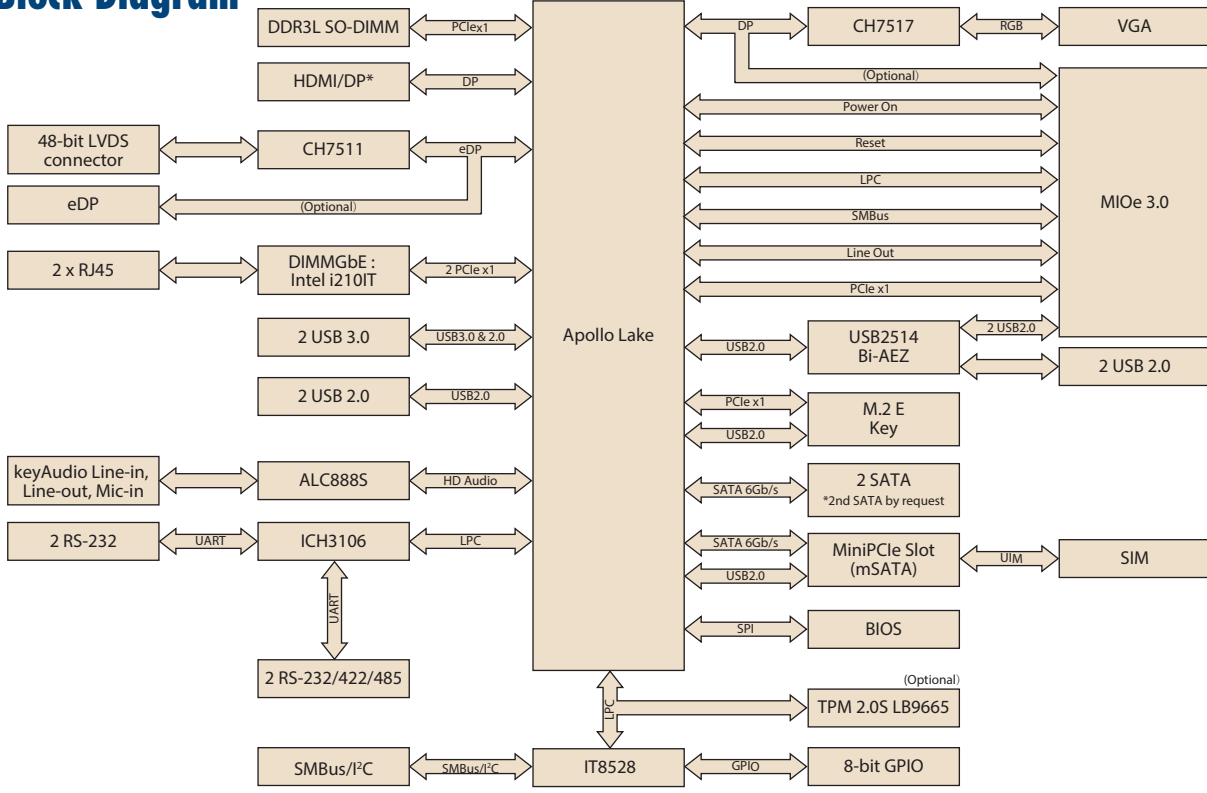 Block Diagram
DDR3L SO-DIMM
PCIex1
DP
CH7517
RGB
VGA
HDMI/DP*
DP
(Optional)
Power On
48-bit LVDS
connector
CH7511
eDP
Reset
LPC
eDP
(Optional)
SMBus
MIOe 3.0
Line Out
2 x RJ45
DIMMGbE :
Intel i210IT
2 PCIe x1
PCIe x1
2 USB 3.0
USB3.0 & 2.0
Apollo Lake
USB2.0
USB2514
Bi-AEZ
2 USB2.0
2 USB 2.0
2 USB 2.0
USB2.0
PCIe x1
USB2.0
M.2 E
Key
keyAudio Line-in,
Line-out, Mic-in
ALC888S
HD Audio
SATA 6Gb/s
2 SATA
*2nd SATA by request
2 RS-232
UART
ICH3106
LPC
SATA 6Gb/s
USB2.0
MiniPCIe Slot
(mSATA)
UIM
SIM
UART
SPI
BIOS
2 RS-232/422/485
(Optional)
LPC
TPM 2.0S LB9665
SMBus/I²C
SMBus/I²C
IT8528
GPIO
8-bit GPIO